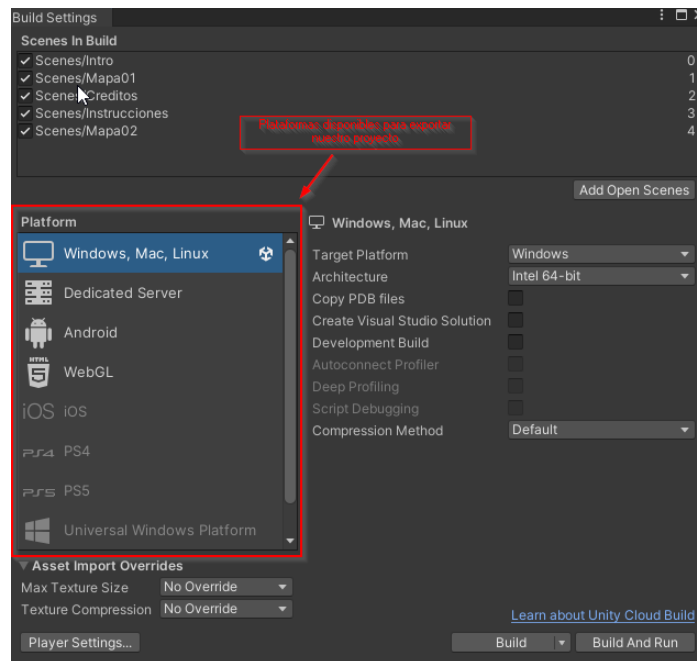 Build Settings
Scenes In Build
Scenes/Intro 0
Scenes/Mapa01 1
Scenes/Creditos 2
Scenes/Instrucciones 3
Scenes/Mapa02 4
Plataformas disponibles para exportar
nuestro proyecto.
Add Open Scenes
Platform
Windows, Mac, Linux
Dedicated Server
Android
HTML
5
WebGL
iOS iOS
PS4 PS4
PS5 PS5
Universal Windows Platform
Windows, Mac, Linux
Target Platform Windows
Architecture Intel 64-bit
Copy PDB files
Create Visual Studio Solution
Development Build
Autoconnect Profiler
Deep Profiling
Script Debugging
Compression Method Default
Asset Import Overrides
Max Texture Size No Override
Texture Compression No Override
Learn about Unity Cloud Build
Player Settings...
Build
Build And Run